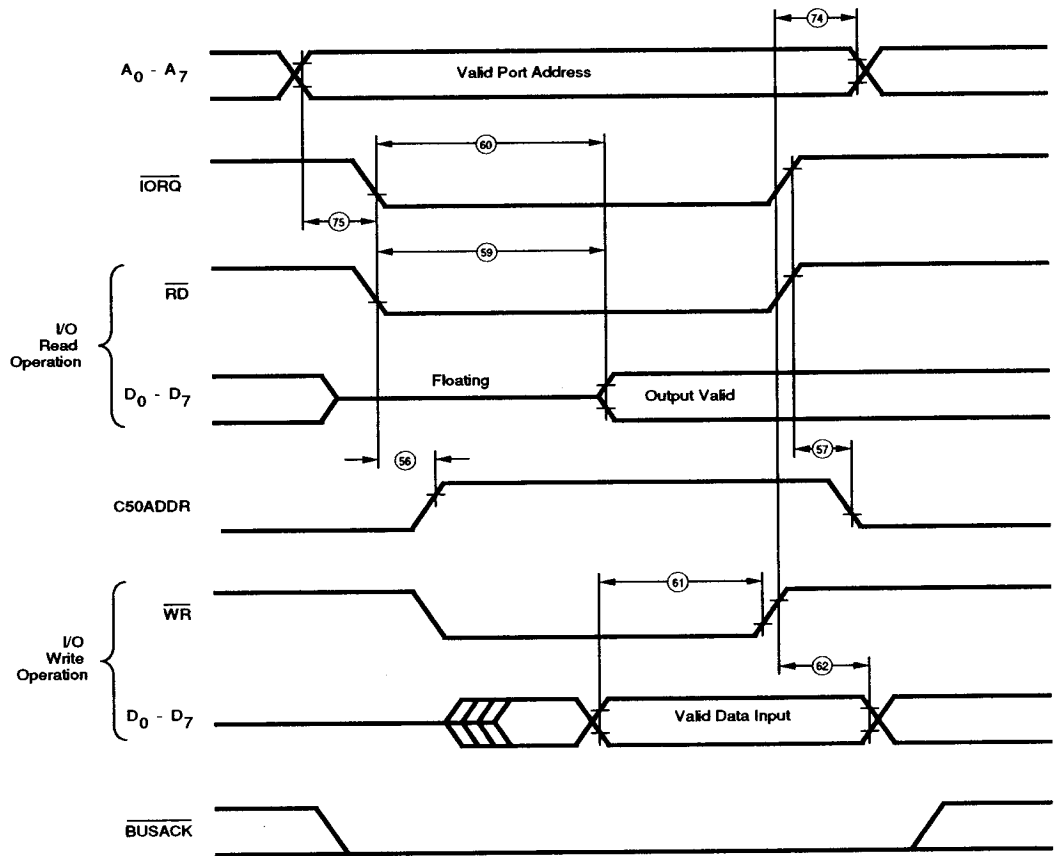 74
A0 - A7
Valid Port Address
60
IORQ
75
59
RD
I/O
Read
Operation
D0 - D7
Floating
Output Valid
56
57
C50ADDR
61
WR
I/O
Write
Operation
62
D0 - D7
Valid Data Input
BUSACK